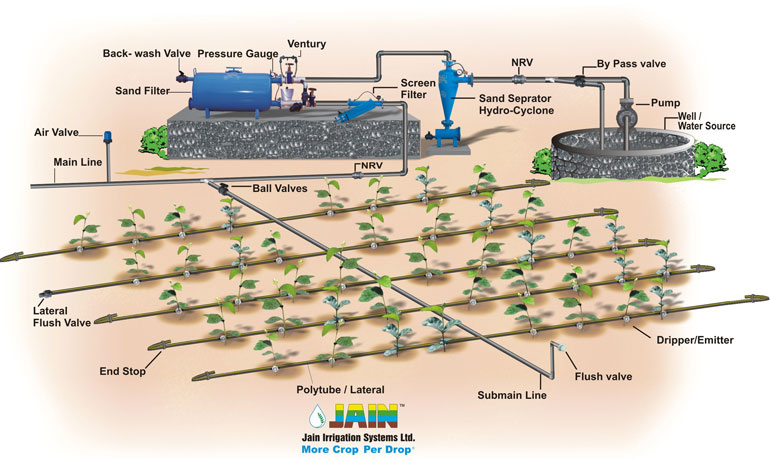 Ventury
Back- wash Valve
Pressure Gauge
NRV
By Pass valve
Sand Filter
Screen
Filter
Sand Seprator
Hydro-Cyclone
Pump
Well /
Water Source
Air Valve
Main Line
NRV
Ball Valves
Lateral
Flush Valve
Dripper/Emitter
End Stop
Flush valve
Polytube / Lateral
Submain Line
JAIN™
Jain Irrigation Systems Ltd.
More Crop Per Drop